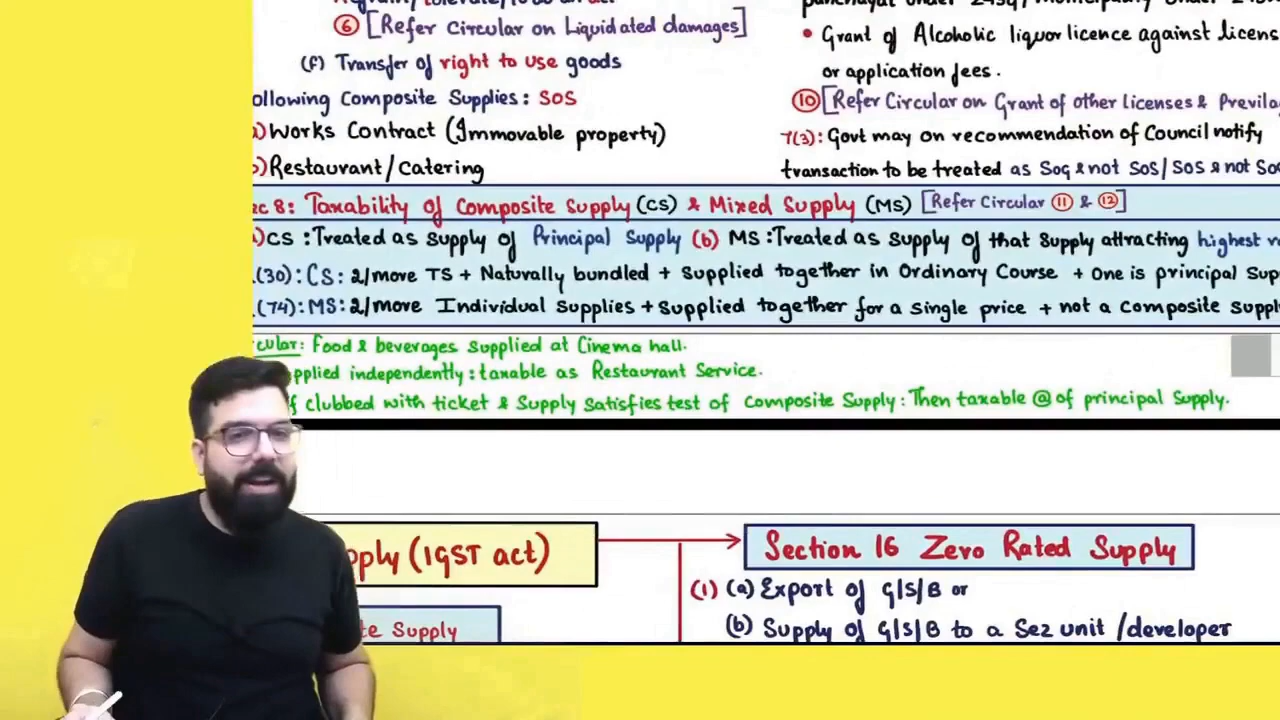 ⑥ [Refer Circular on Liquidated damages]
(f) Transfer of right to use goods
ollowing Composite Supplies: SOS
a) Works Contract (Immovable property)
b) Restaurant/Catering
panchayat under 243G/Municipality under
• Grant of Alcoholic liquor licence against licens
or application fees.
⑩ [Refer Circular on Grant of other Licenses & Previla
7(3): Govt may on recommendation of Council notify
transaction to be treated as SoG & not SOS/SOS & not SoG
ec 8: Taxability of Composite Supply (CS) & Mixed Supply (MS) [Refer Circular ⑪ & ⑫]
a) CS : Treated as supply of Principal Supply (b) MS : Treated as supply of that supply attracting highest
.(30): CS: 2/more TS + Naturally bundled + Supplied together in Ordinary Course + One is principal Supp
.(74): MS: 2/more Individual Supplies + Supplied together for a single price + not a Composite Suppl
cular: Food & beverages supplied at Cinema hall.
pplied independently : taxable as Restaurant Service.
f clubbed with ticket & Supply satisfies test of Composite Supply: Then taxable @ of principal Supply.
pply (IGST act)
te Supply
Section 16 Zero Rated Supply
(1) (a) Export of G/S/B or
(b) Supply of G/S/B to a SEZ unit /developer